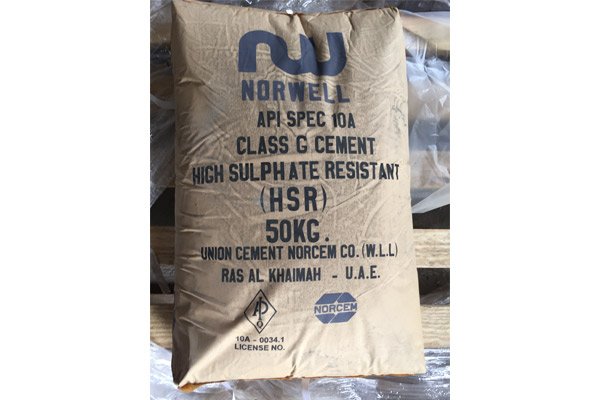 NORWELL
API SPEC 10A
CLASS G CEMENT
HIGH SULPHATE RESISTANT
(HSR)
50KG.
UNION CEMENT NORCEM CO. (W.L.L)
RAS AL KHAIMAH - U.A.E.
NORCEM
10A - 0034.1
LICENSE NO.